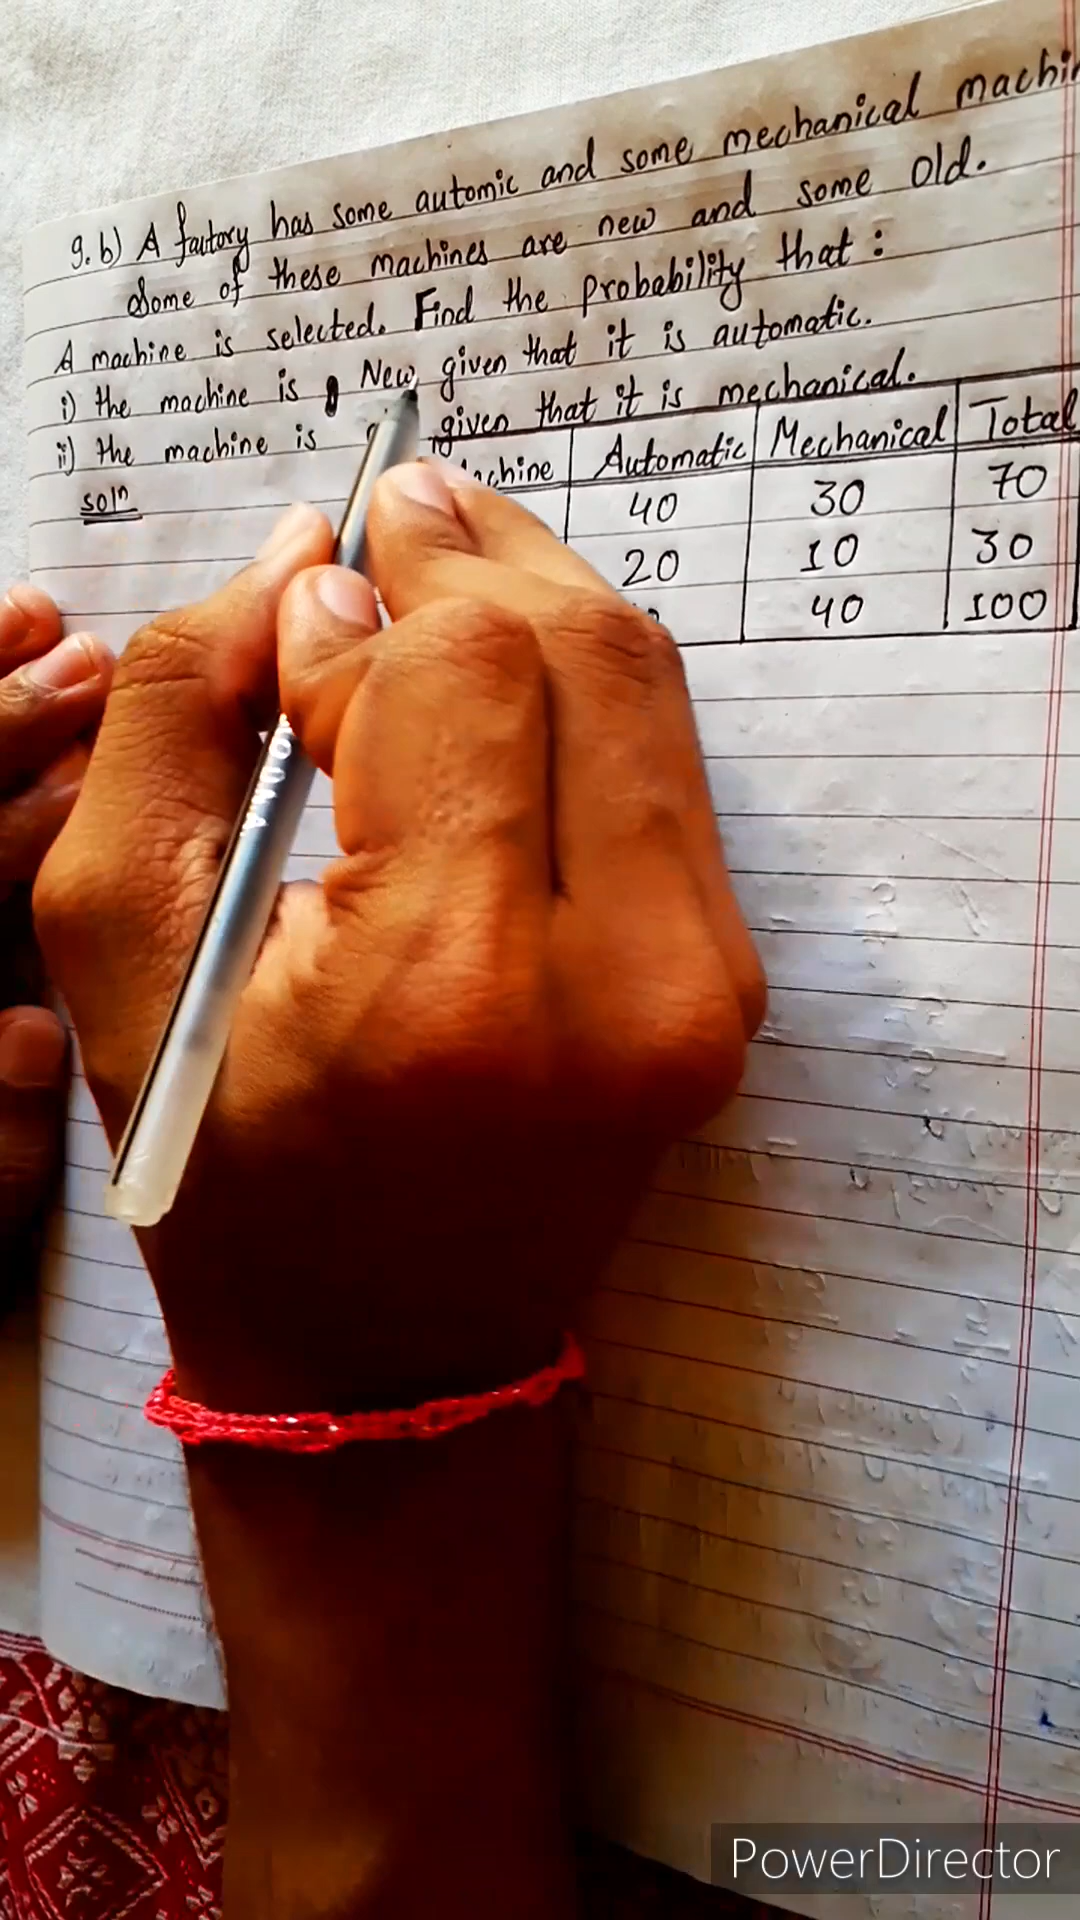 9. b) A factory has some automic and some mechanical
Some of these machines are new and some old.
A machine is selected. Find the probability that :
i) the machine is New given that it is automatic.
ii) the machine is given that it is mechanical.
soln
Automatic Mechanical Total
40 30 70
20 10 30
40 100
PowerDirector